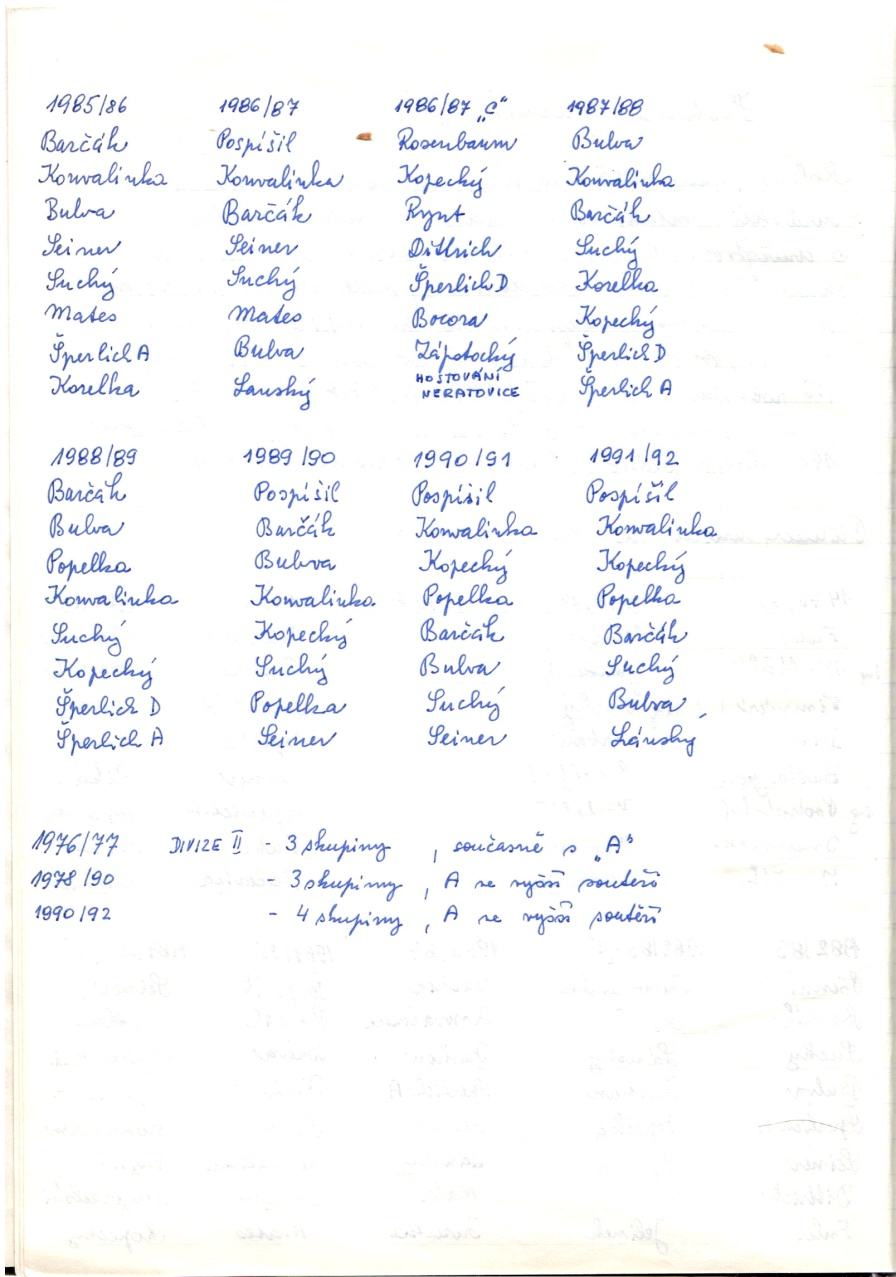 1985/86 1986/87 1986/87 „C" 1987/88
Barčák Pospíšil Rosenbaum Bulva
Konvalinka Konvalinka Kopecký Konvalinka
Bulva Barčák Rynt Barčák
Seiner Seiner Dittrich Suchý
Suchý Suchý Šperlich D Korelka
Mates Mates Bocora Kopecký
Šperlich A Bulva Zápotocký Šperlich D
Korelka Lanský HOSTOVÁNÍ NERATOVICE Šperlich A
1988/89 1989/90 1990/91 1991/92
Barčák Pospíšil Pospíšil Pospíšil
Bulva Barčák Konvalinka Konvalinka
Popelka Bulva Kopecký Kopecký
Konvalinka Konvalinka Popelka Popelka
Suchý Kopecký Barčák Barčák
Kopecký Suchý Bulva Suchý
Šperlich D Popelka Suchý Bulva
Šperlich A Seiner Seiner Lánský
1976/77 DIVIZE II - 3 skupiny, současně s „A"
1978/90 - 3 skupiny, A ve vyšší soutěži
1990/92 - 4 skupiny, A ve vyšší soutěži